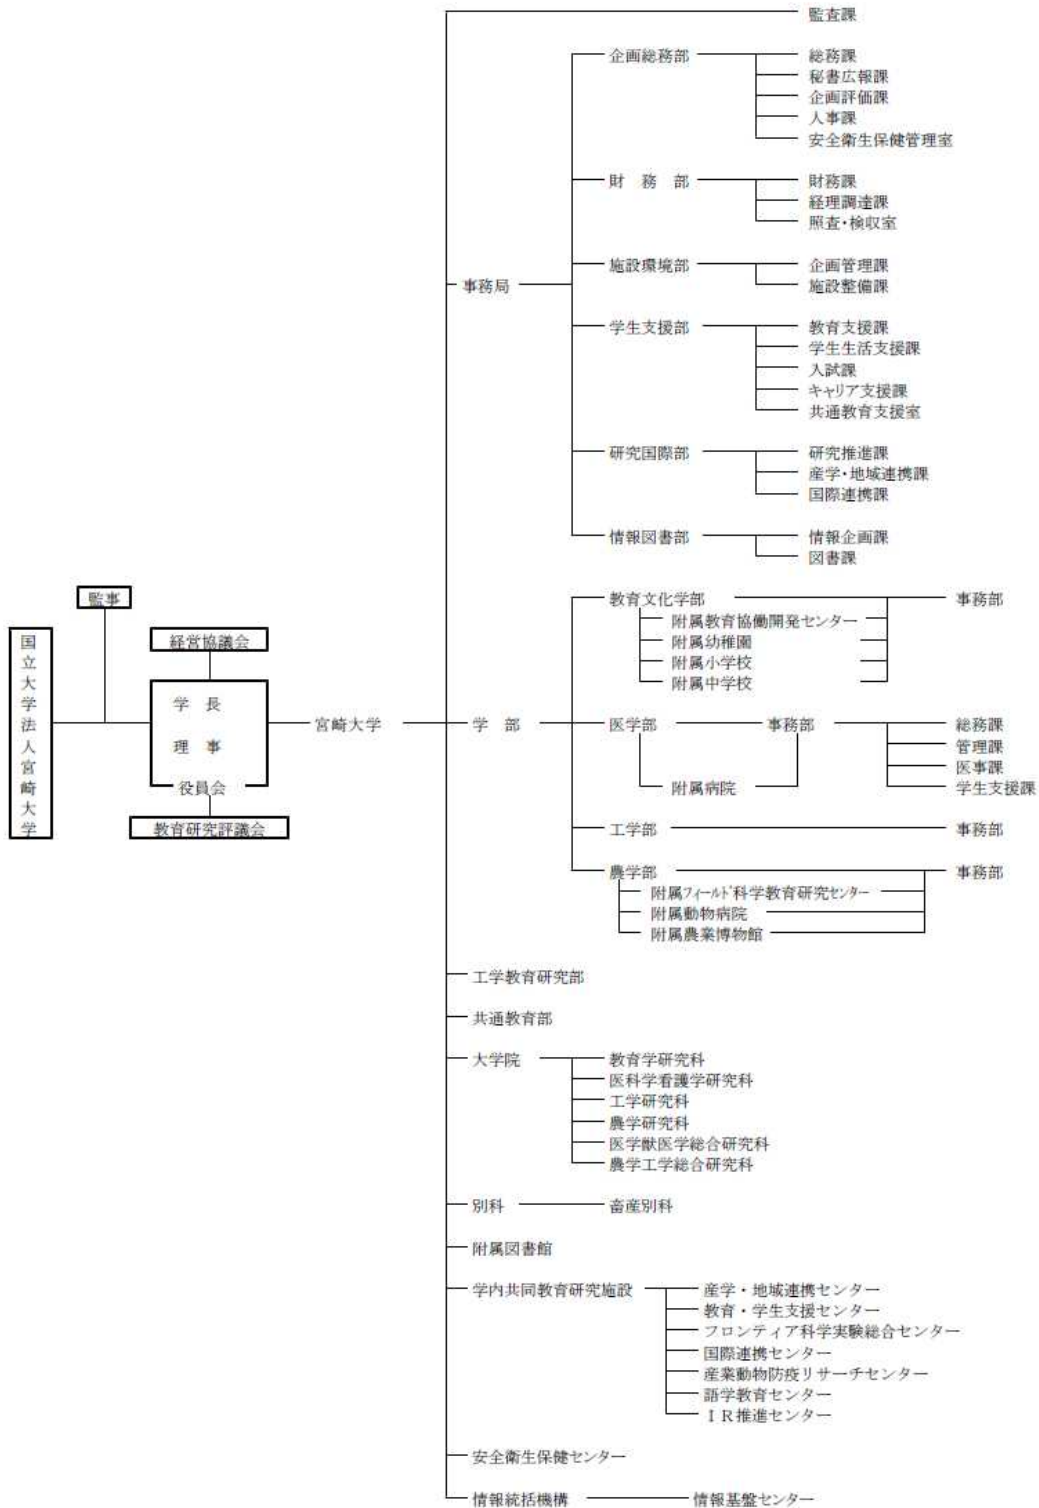 監査課
企画総務部 総務課
秘書広報課
企画評価課
人事課
安全衛生保健管理室
財 務 部 財務課
経理調達課
照査・検収室
施設環境部 企画管理課
事務局 施設整備課
学生支援部 教育支援課
学生生活支援課
入試課
キャリア支援課
共通教育支援室
研究国際部 研究推進課
産学・地域連携課
国際連携課
情報図書部 情報企画課
図書課
監事 教育文化学部 事務部
附属教育協働開発センター
経営協議会 附属幼稚園
附属小学校
附属中学校
国立大学法人宮崎大学
学 長
理 事
役員会
教育研究評議会
宮崎大学 学 部 医学部 事務部 総務課
管理課
医事課
附属病院 学生支援課
工学部 事務部
農学部 事務部
附属フィールド科学教育研究センター
附属動物病院
附属農業博物館
工学教育研究部
共通教育部
大学院 教育学研究科
医科学看護学研究科
工学研究科
農学研究科
医学獣医学総合研究科
農学工学総合研究科
別科 畜産別科
附属図書館
学内共同教育研究施設 産学・地域連携センター
教育・学生支援センター
フロンティア科学実験総合センター
国際連携センター
産業動物防疫リサーチセンター
語学教育センター
ＩＲ推進センター
安全衛生保健センター
情報統括機構 情報基盤センター